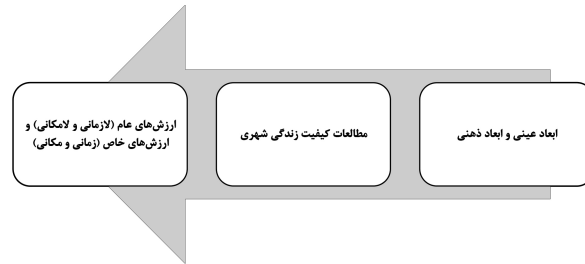 ابعاد عینی و ابعاد ذهنی
مطالعات کیفیت زندگی شهری
ارزش‌های عام (لازمانی و لامکانی) و
ارزش‌های خاص (زمانی و مکانی)